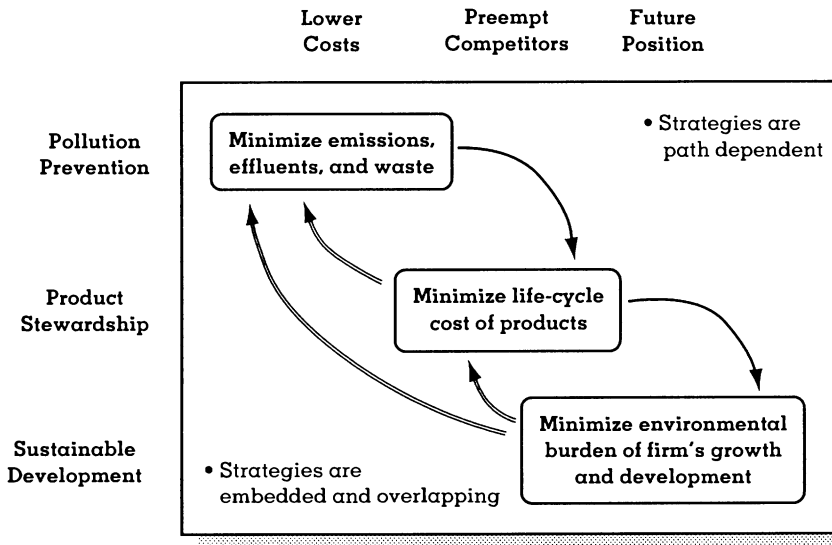 Lower
Costs
Preempt
Competitors
Future
Position
Pollution
Prevention
Minimize emissions,
effluents, and waste
• Strategies are
path dependent
Product
Stewardship
Minimize life-cycle
cost of products
Sustainable
Development
• Strategies are
embedded and overlapping
Minimize environmental
burden of firm's growth
and development